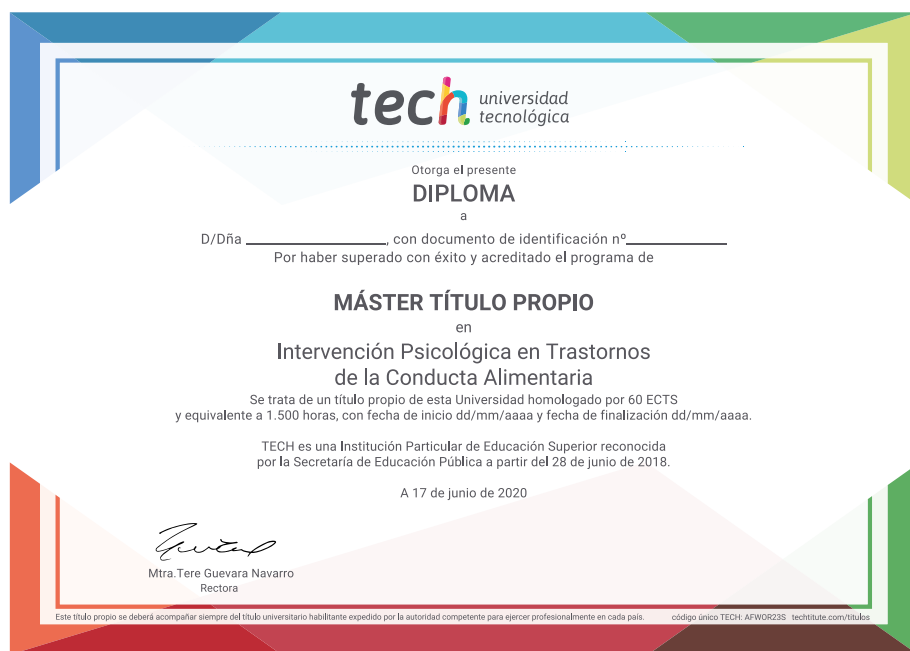 tech universidad
tecnológica
Otorga el presente
DIPLOMA
a
D/Dña ____________________, con documento de identificación nº______________
Por haber superado con éxito y acreditado el programa de
MÁSTER TÍTULO PROPIO
en
Intervención Psicológica en Trastornos
de la Conducta Alimentaria
Se trata de un título propio de esta Universidad homologado por 60 ECTS
y equivalente a 1.500 horas, con fecha de inicio dd/mm/aaaa y fecha de finalización dd/mm/aaaa.
TECH es una Institución Particular de Educación Superior reconocida
por la Secretaría de Educación Pública a partir del 28 de junio de 2018.
A 17 de junio de 2020
Mtra.Tere Guevara Navarro
Rectora
Este título propio se deberá acompañar siempre del título universitario habilitante expedido por la autoridad competente para ejercer profesionalmente en cada país. código único TECH: AFWOR23S techtitute.com/titulos